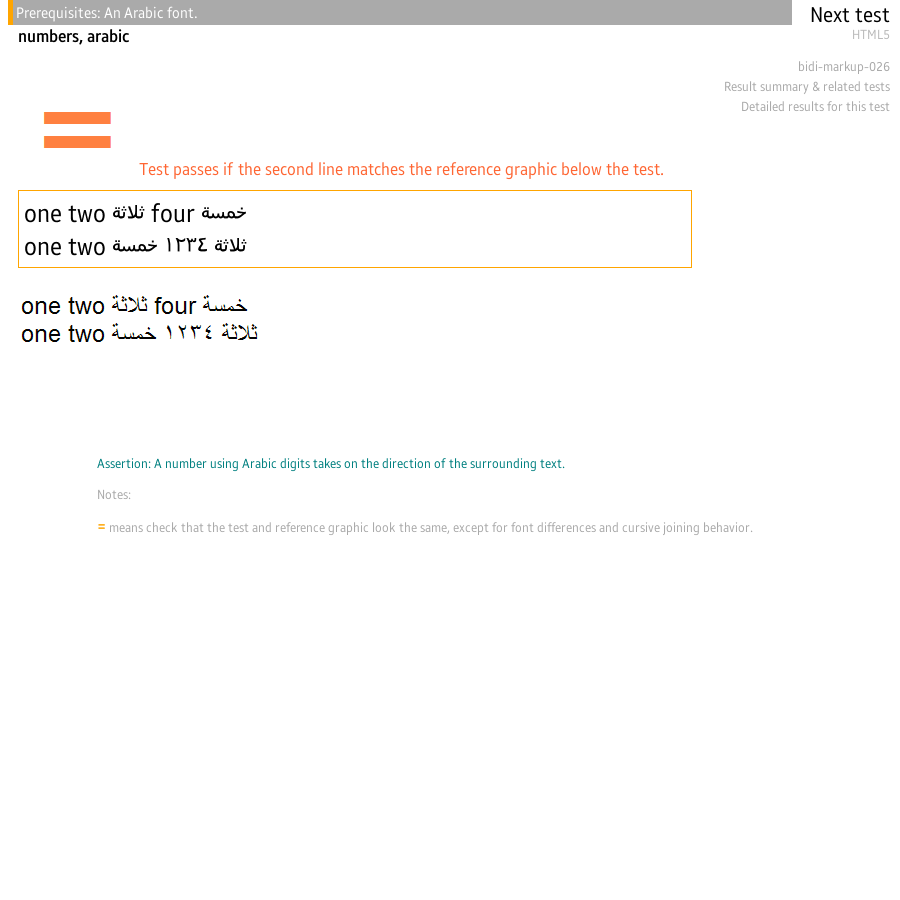 Prerequisites: An Arabic font.
Next test
numbers, arabic
HTML5
bidi-markup-026
Result summary & related tests
Detailed results for this test
=
Test passes if the second line matches the reference graphic below the test.
one two ثلاثة four خمسة
one two ثلاثة ١٢٣٤ خمسة
one two ثلاثة four خمسة
one two ثلاثة ١٢٣٤ خمسة
Assertion: A number using Arabic digits takes on the direction of the surrounding text.
Notes:
= means check that the test and reference graphic look the same, except for font differences and cursive joining behavior.